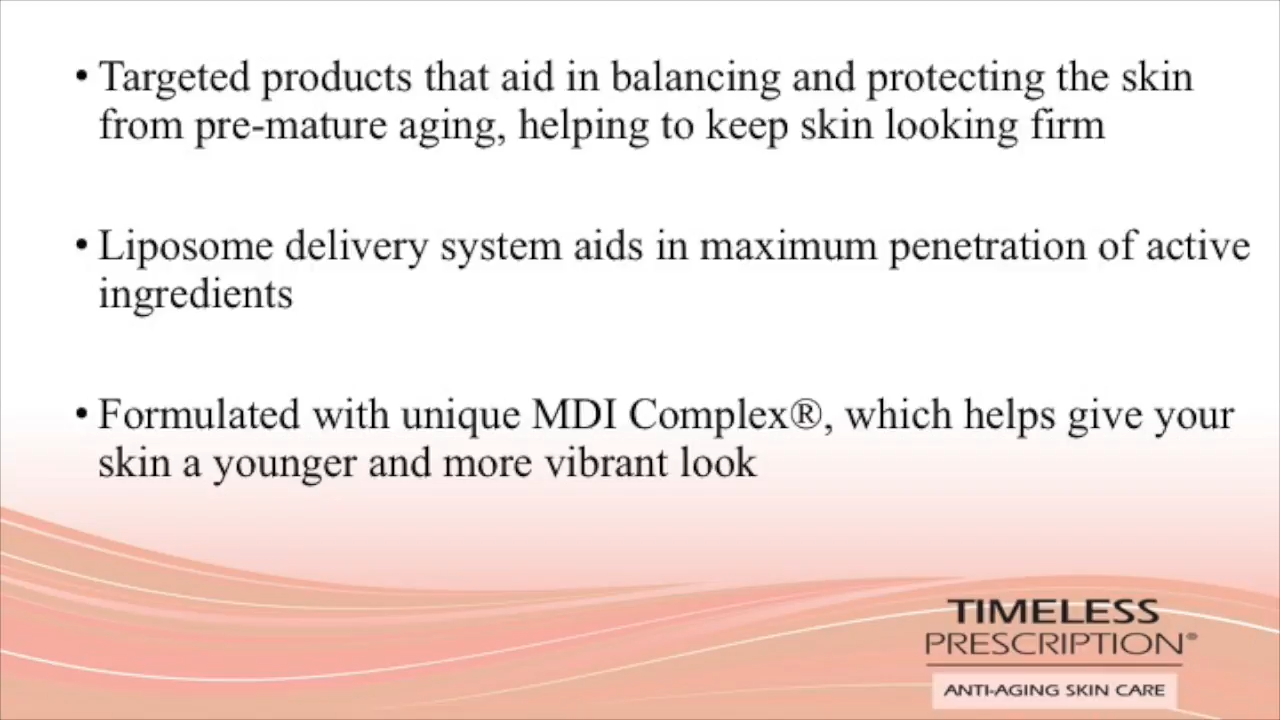 • Targeted products that aid in balancing and protecting the skin
from pre-mature aging, helping to keep skin looking firm
• Liposome delivery system aids in maximum penetration of active
ingredients
• Formulated with unique MDI Complex®, which helps give your
skin a younger and more vibrant look
TIMELESS
PRESCRIPTION®
ANTI-AGING SKIN CARE